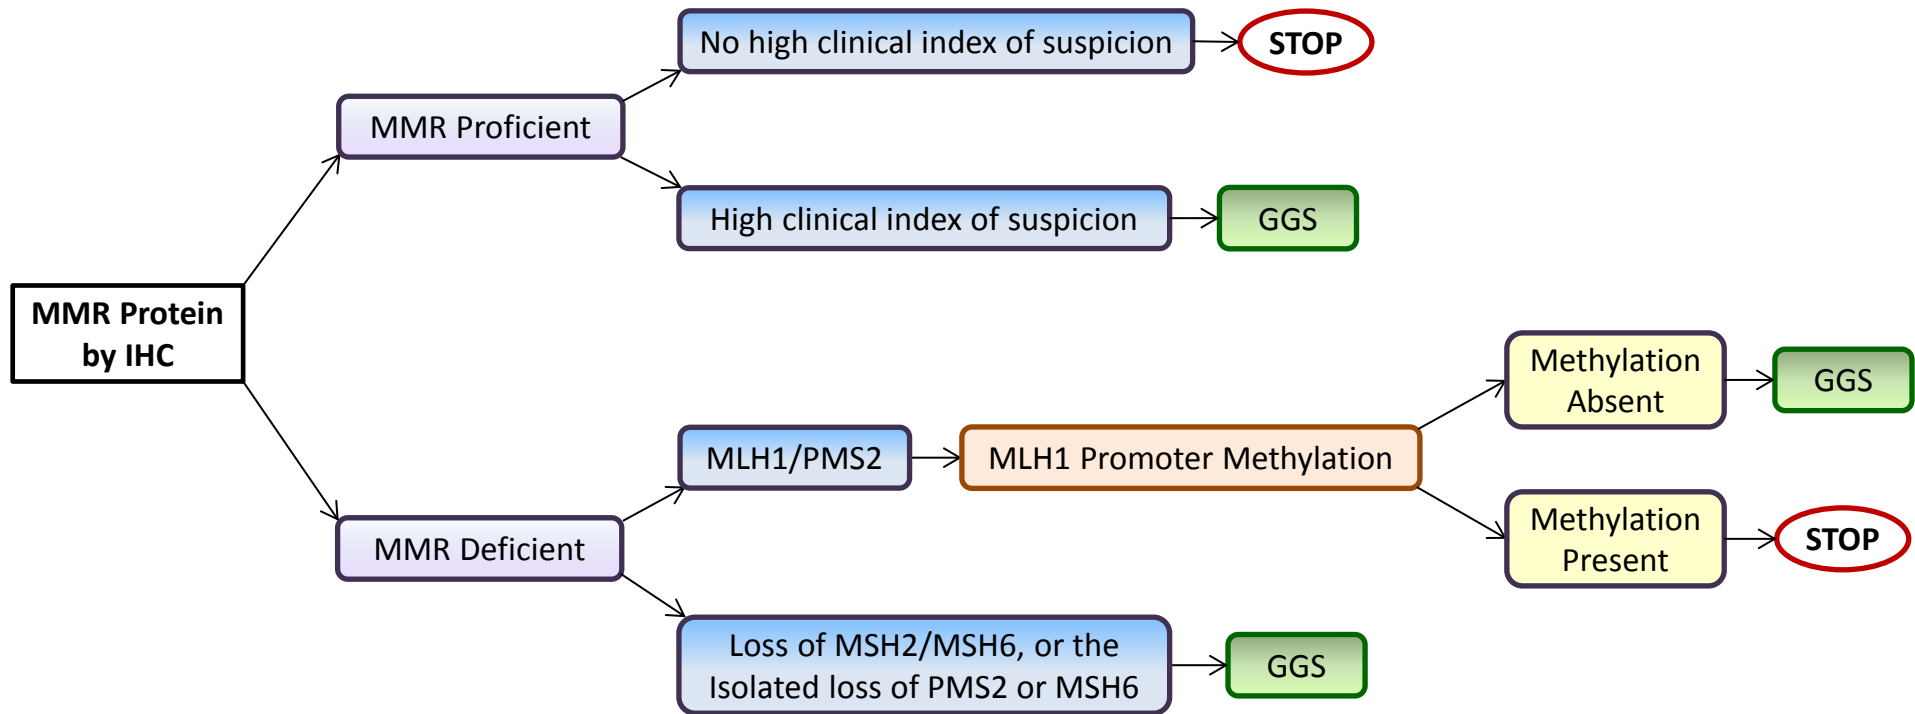 MMR Protein
by IHC
MMR Proficient
No high clinical index of suspicion
STOP
High clinical index of suspicion
GGS
MMR Deficient
MLH1/PMS2
MLH1 Promoter Methylation
Methylation
Absent
GGS
Methylation
Present
STOP
Loss of MSH2/MSH6, or the
Isolated loss of PMS2 or MSH6
GGS